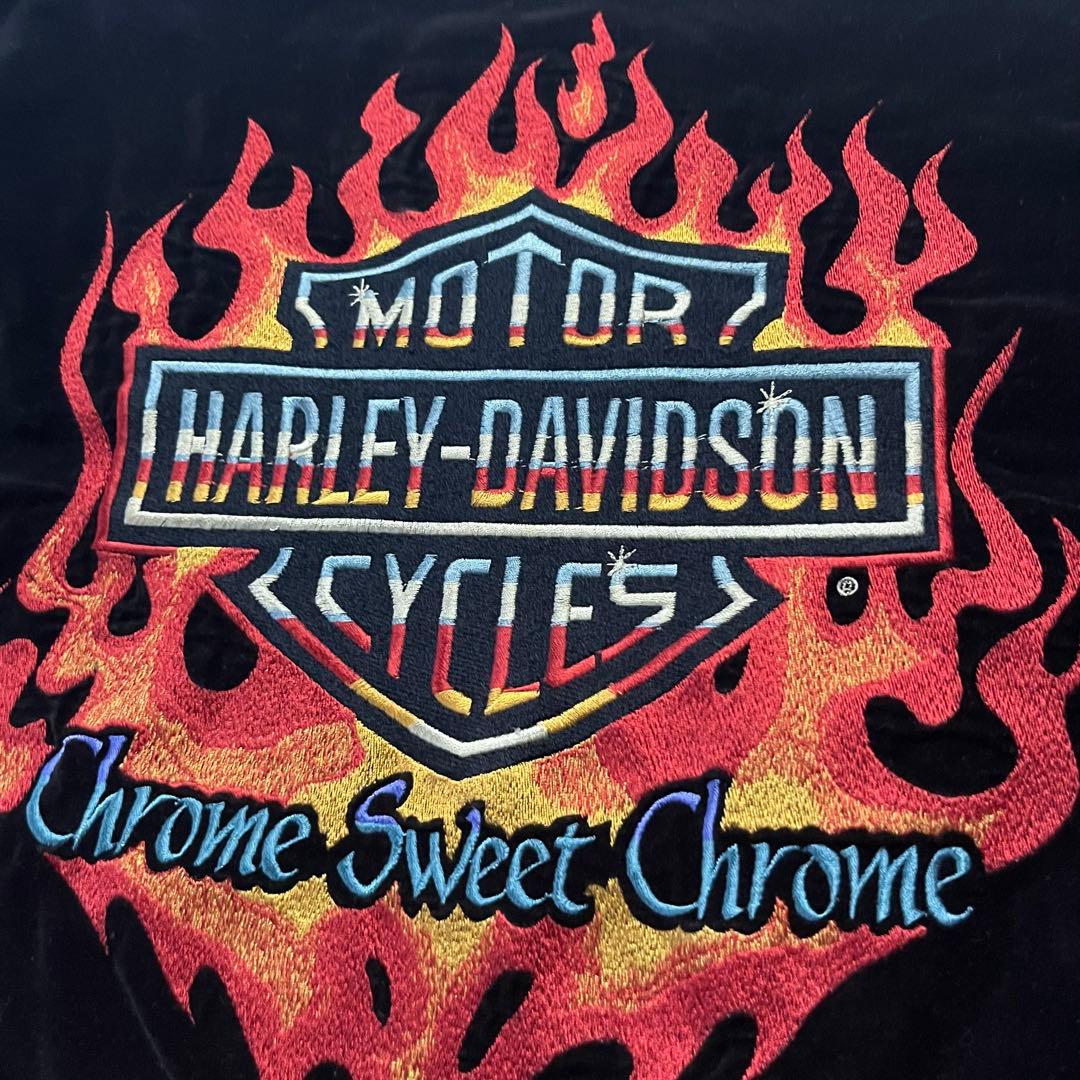 MOTOR
HARLEY-DAVIDSON
CYCLES
®
Chrome Sweet Chrome